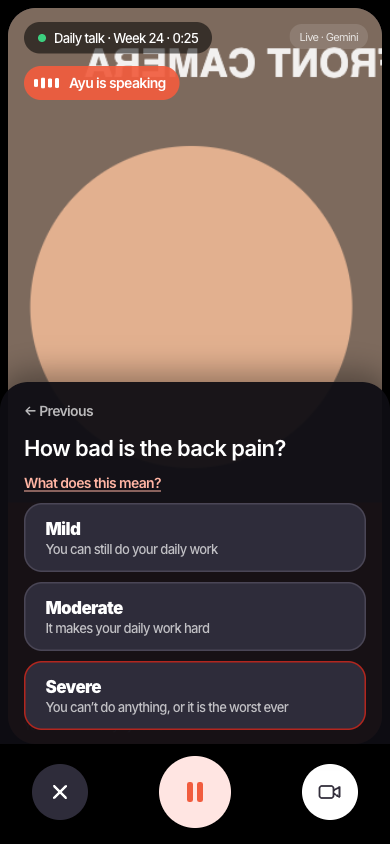 Daily talk · Week 24 · 0:25
Live · Gemini
FRONT CAMERA
Ayu is speaking
← Previous
How bad is the back pain?
What does this mean?
Mild
You can still do your daily work
Moderate
It makes your daily work hard
Severe
You can't do anything, or it is the worst ever